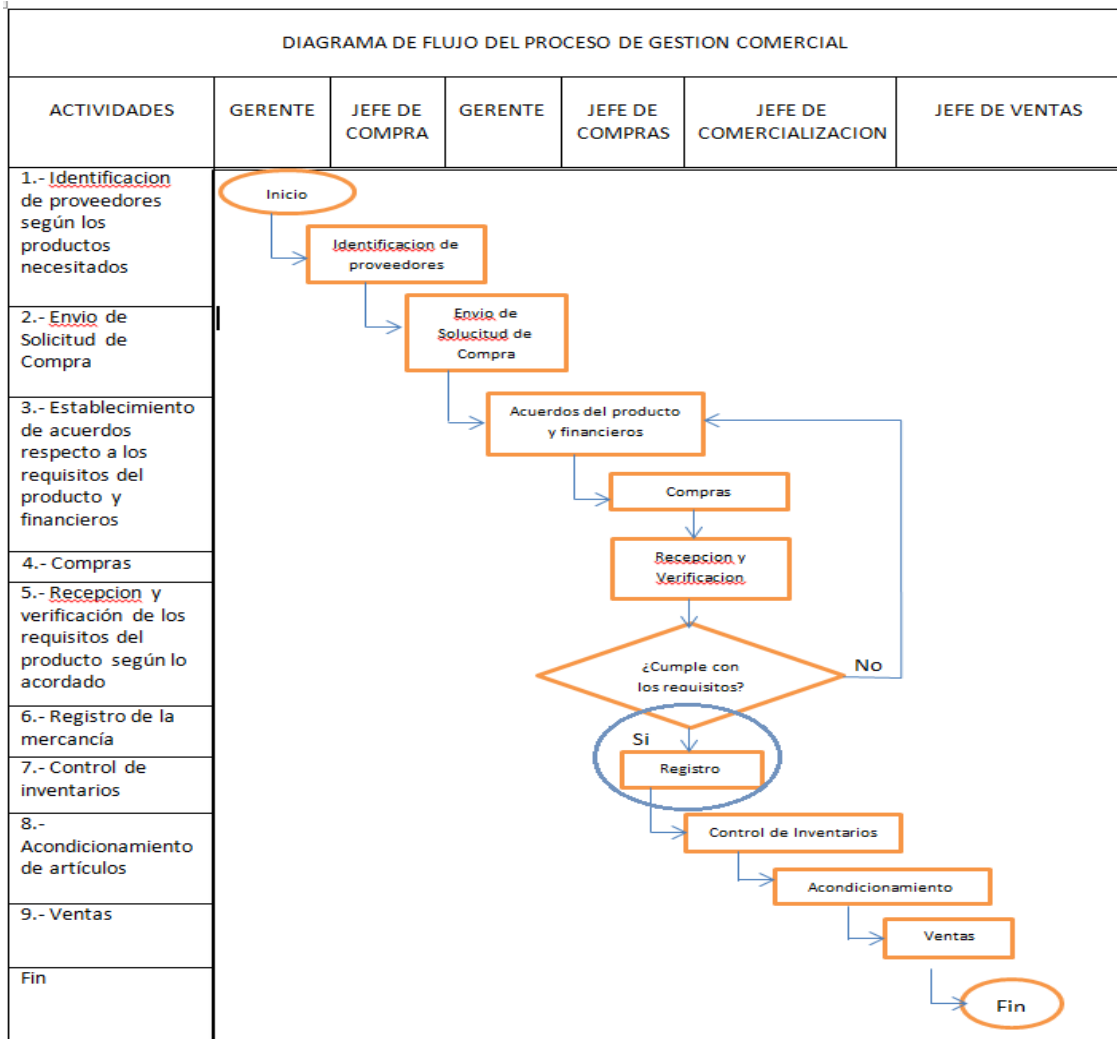 DIAGRAMA DE FLUJO DEL PROCESO DE GESTION COMERCIAL
ACTIVIDADES
GERENTE
JEFE DE
COMPRA
GERENTE
JEFE DE
COMPRAS
JEFE DE
COMERCIALIZACION
JEFE DE VENTAS
1.- Identificacion
de proveedores
según los
productos
necesitados
2.- Envio de
Solicitud de
Compra
3.- Establecimiento
de acuerdos
respecto a los
requisitos del
producto y
financieros
4.- Compras
5.- Recepcion y
verificación de los
requisitos del
producto según lo
acordado
6.- Registro de la
mercancía
7.- Control de
inventarios
8.-
Acondicionamiento
de artículos
9.- Ventas
Fin
Inicio
Identificacion de
proveedores
Envio de
Solucitud de
Compra
Acuerdos del producto
y financieros
Compras
Recepcion y
Verificacion
¿Cumple con
los requisitos?
No
Si
Registro
Control de Inventarios
Acondicionamiento
Ventas
Fin